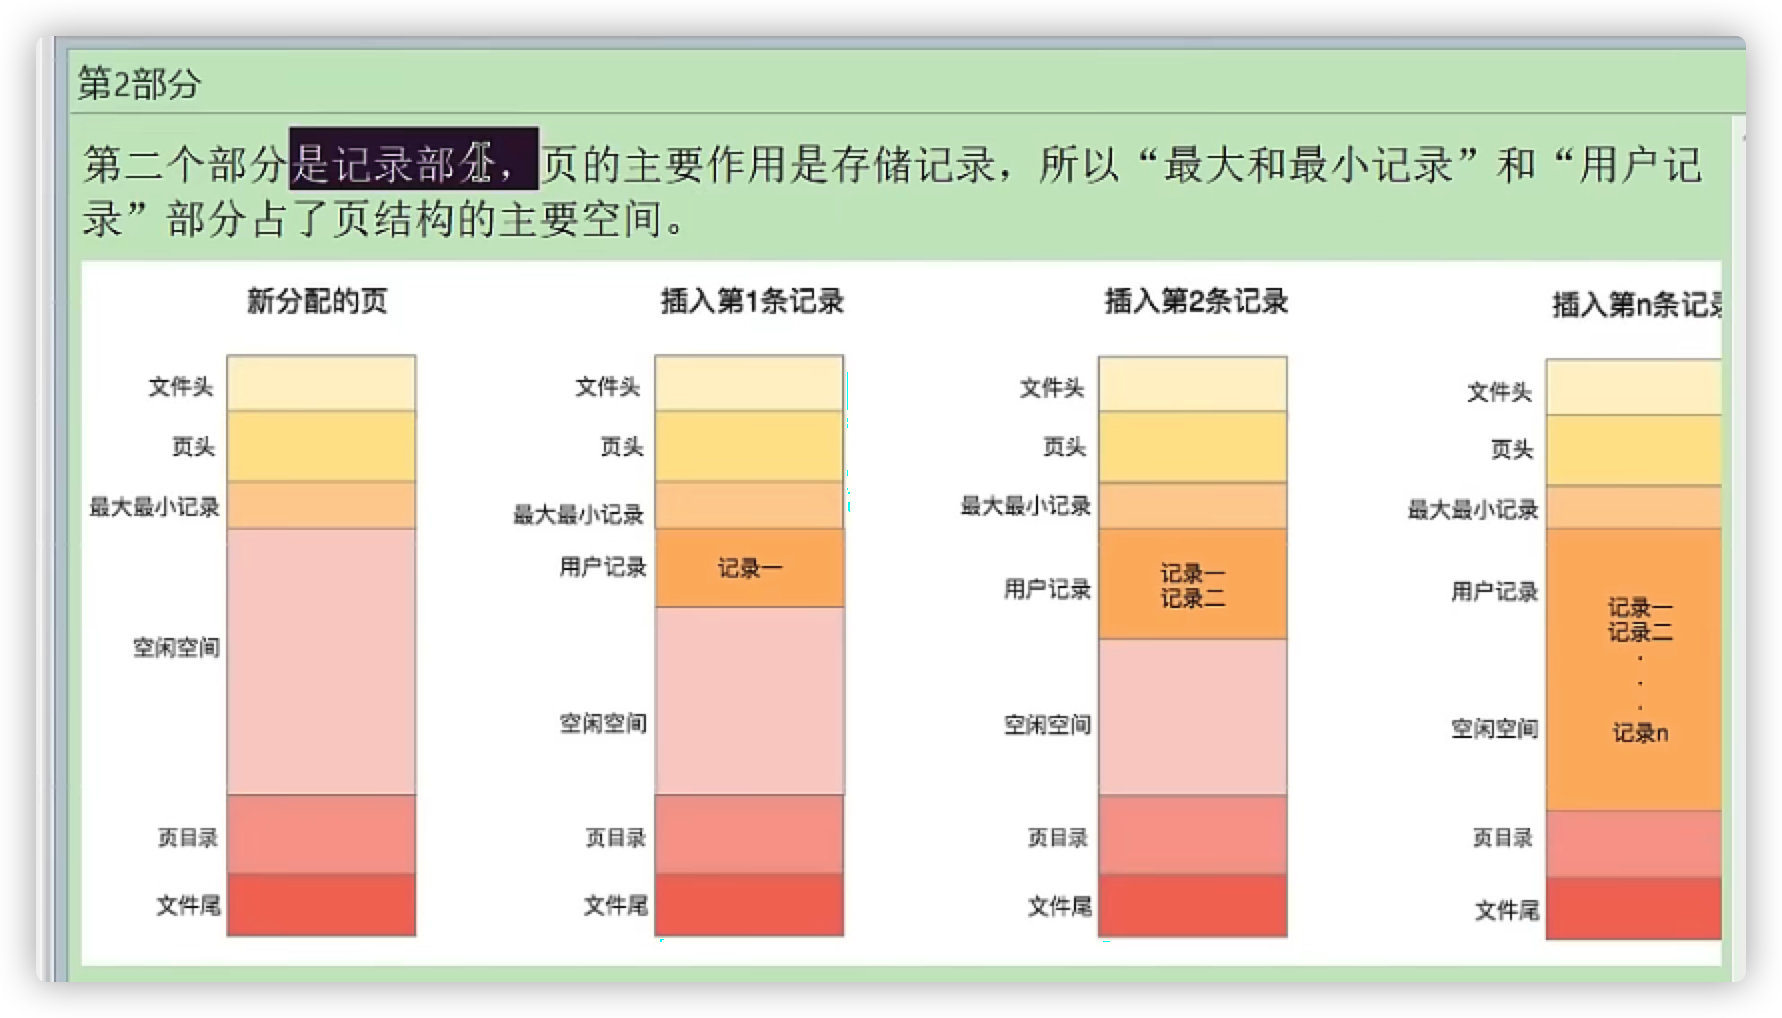 第2部分
第二个部分是记录部分，页的主要作用是存储记录，所以“最大和最小记录”和“用户记
录”部分占了页结构的主要空间。
新分配的页
文件头
页头
最大最小记录
空闲空间
页目录
文件尾
插入第1条记录
文件头
页头
最大最小记录
用户记录
记录一
空闲空间
页目录
文件尾
插入第2条记录
文件头
页头
最大最小记录
用户记录
记录一
记录二
空闲空间
页目录
文件尾
插入第n条记录
文件头
页头
最大最小记录
用户记录
记录一
记录二
.
.
.
记录n
空闲空间
页目录
文件尾